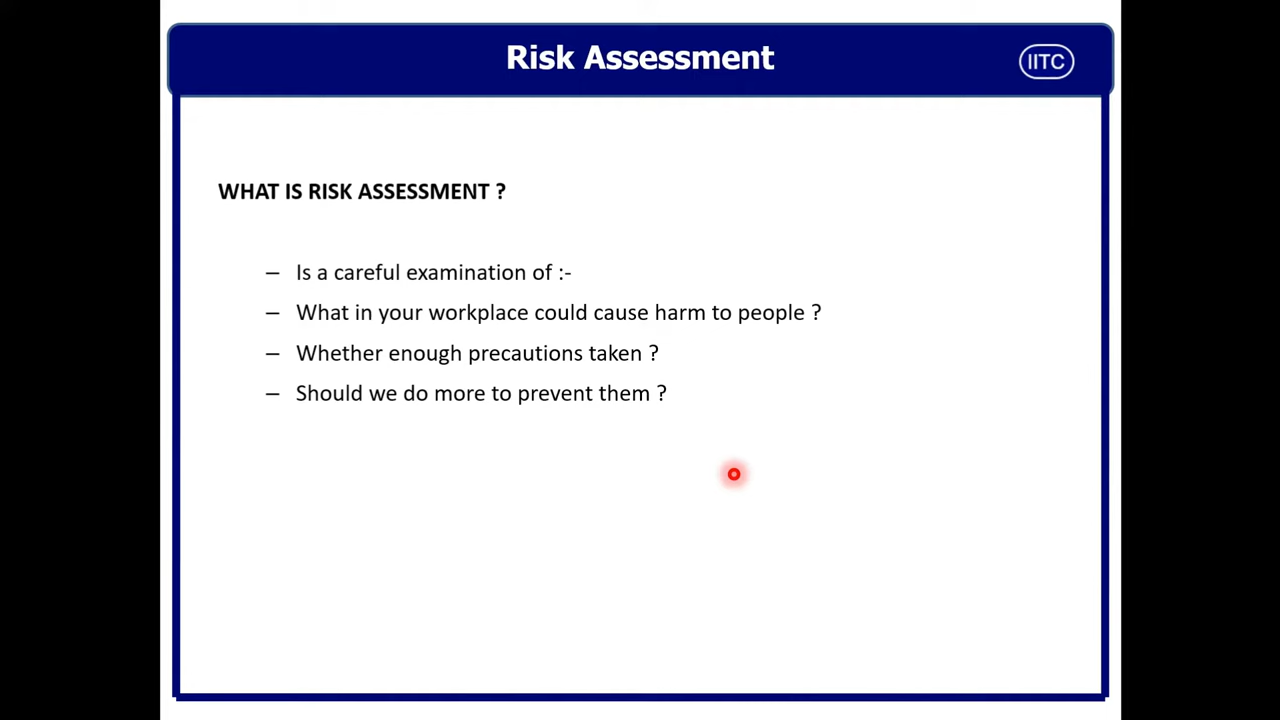 Risk Assessment
IITC
WHAT IS RISK ASSESSMENT ?
– Is a careful examination of :-
– What in your workplace could cause harm to people ?
– Whether enough precautions taken ?
– Should we do more to prevent them ?